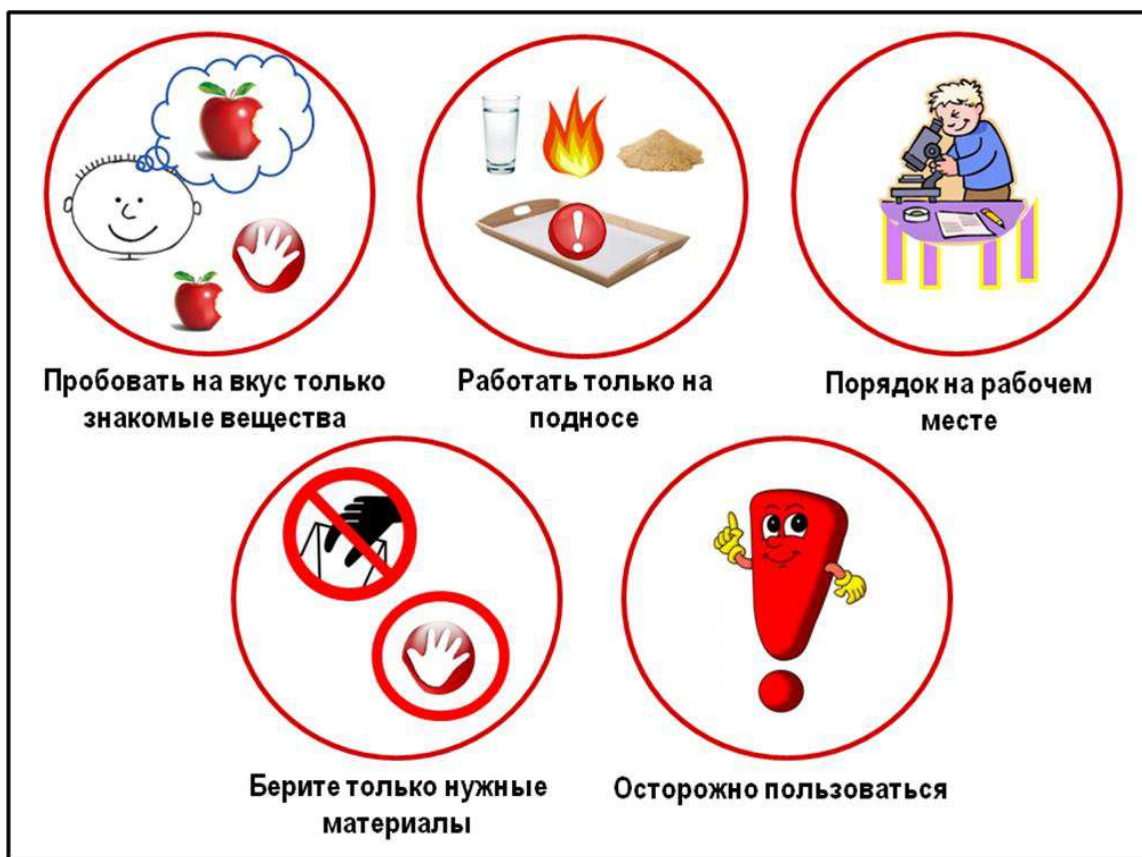 Пробовать на вкус только
знакомые вещества
Работать только на
подносе
Порядок на рабочем
месте
Берите только нужные
материалы
Осторожно пользоваться